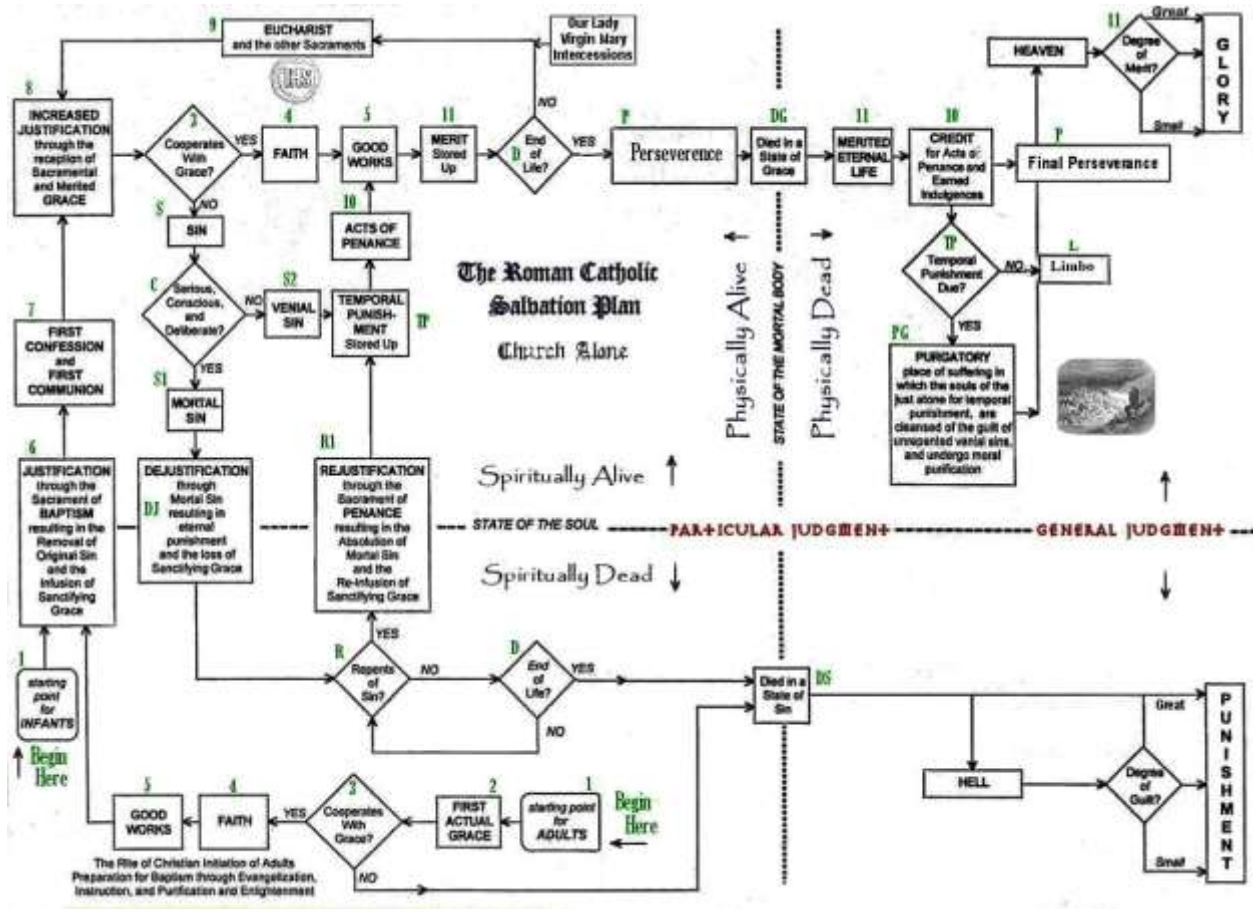 9
EUCHARIST
and the other Sacraments
Our Lady
Virgin Mary
Intercessions
IHS
8
INCREASED
JUSTIFICATION
through the
reception of
Sacramental
and Merited
GRACE
3
Cooperates
With
Grace?
YES
NO
4
FAITH
5
GOOD
WORKS
11
MERIT
Stored
Up
D
End
of
Life?
NO
YES
P
Perseverence
DG
Died in a
State of
Grace
11
MERITED
ETERNAL
LIFE
10
CREDIT
for Acts of
Penance and
Earned
Indulgences
P
Final Perseverance
HEAVEN
11
Degree
of
Merit?
Great
Small
GLORY
S
SIN
C
Serious,
Conscious,
and
Deliberate?
NO
YES
S2
VENIAL
SIN
TEMPORAL
PUNISH-
MENT
Stored Up
TP
10
ACTS OF
PENANCE
The Roman Catholic
Salvation Plan
Church Alone
Physically Alive
STATE OF THE MORTAL BODY
Physically Dead
TP
Temporal
Punishment
Due?
NO
YES
L
Limbo
PG
PURGATORY
place of suffering in
which the souls of the
just atone for temporal
punishment, are
cleansed of the guilt of
unrepented venial sins,
and undergo moral
purification
7
FIRST
CONFESSION
and
FIRST
COMMUNION
S1
MORTAL
SIN
6
JUSTIFICATION
through the
Sacrament of
BAPTISM
resulting in the
Removal of
Original Sin
and the
Infusion of
Sanctifying
Grace
DJ
DEJUSTIFICATION
through
Mortal Sin
resulting in
eternal
punishment
and the loss of
Sanctifying Grace
R1
REJUSTIFICATION
through the
Sacrament of
PENANCE
resulting in the
Absolution of
Mortal Sin
and the
Re-Infusion of
Sanctifying Grace
Spiritually Alive
STATE OF THE SOUL
Spiritually Dead
PARTICULAR JUDGMENT
GENERAL JUDGMENT
YES
R
Repents
of
Sin?
NO
D
End
of
Life?
YES
NO
Died in a
State of
Sin
DS
1
starting
point
for
INFANTS
Begin
Here
5
GOOD
WORKS
4
FAITH
YES
3
Cooperates
With
Grace?
NO
2
FIRST
ACTUAL
GRACE
1
starting point
for
ADULTS
Begin
Here
The Rite of Christian Initiation of Adults
Preparation for Baptism through Evangelization,
Instruction, and Purification and Enlightenment
HELL
Degree
of
Guilt?
Great
Small
PUNISHMENT